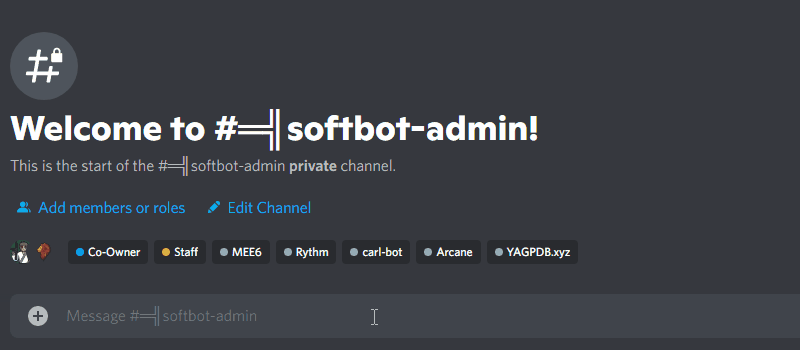 Welcome to #═╣softbot-admin!
This is the start of the #═╣softbot-admin private channel.
Add members or roles Edit Channel
Co-Owner Staff MEE6 Rythm carl-bot Arcane YAGPDB.xyz
Message #═╣softbot-admin